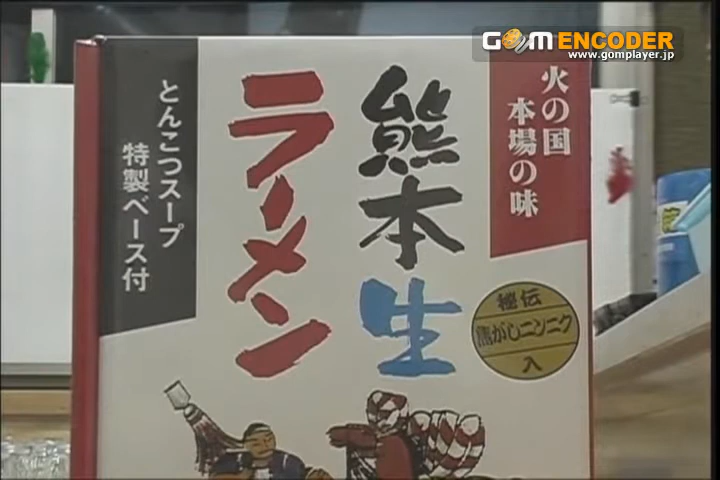 GOM ENCODER
www.gomplayer.jp
火の国
本場の味
熊本生
ラーメン
とんこつスープ
特製ベース付
秘伝
焦がしニンニク
入